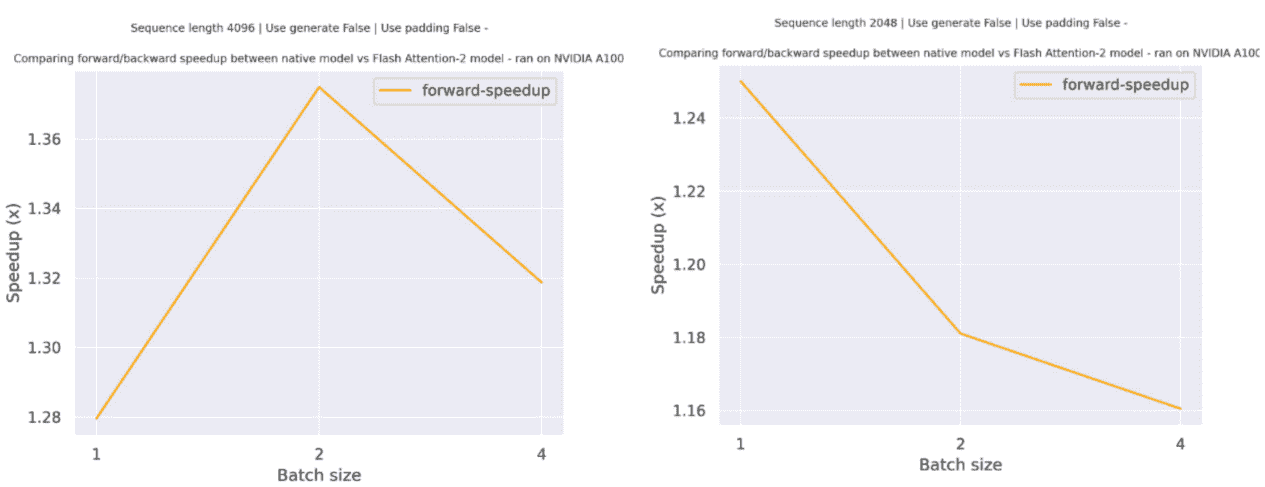 Sequence length 4096 | Use generate False | Use padding False -
Comparing forward/backward speedup between native model vs Flash Attention-2 model - ran on NVIDIA A100
forward-speedup
Speedup (x)
1.36
1.34
1.32
1.30
1.28
1
2
4
Batch size
Sequence length 2048 | Use generate False | Use padding False -
Comparing forward/backward speedup between native model vs Flash Attention-2 model - ran on NVIDIA A100
forward-speedup
Speedup (x)
1.24
1.22
1.20
1.18
1.16
1
2
4
Batch size